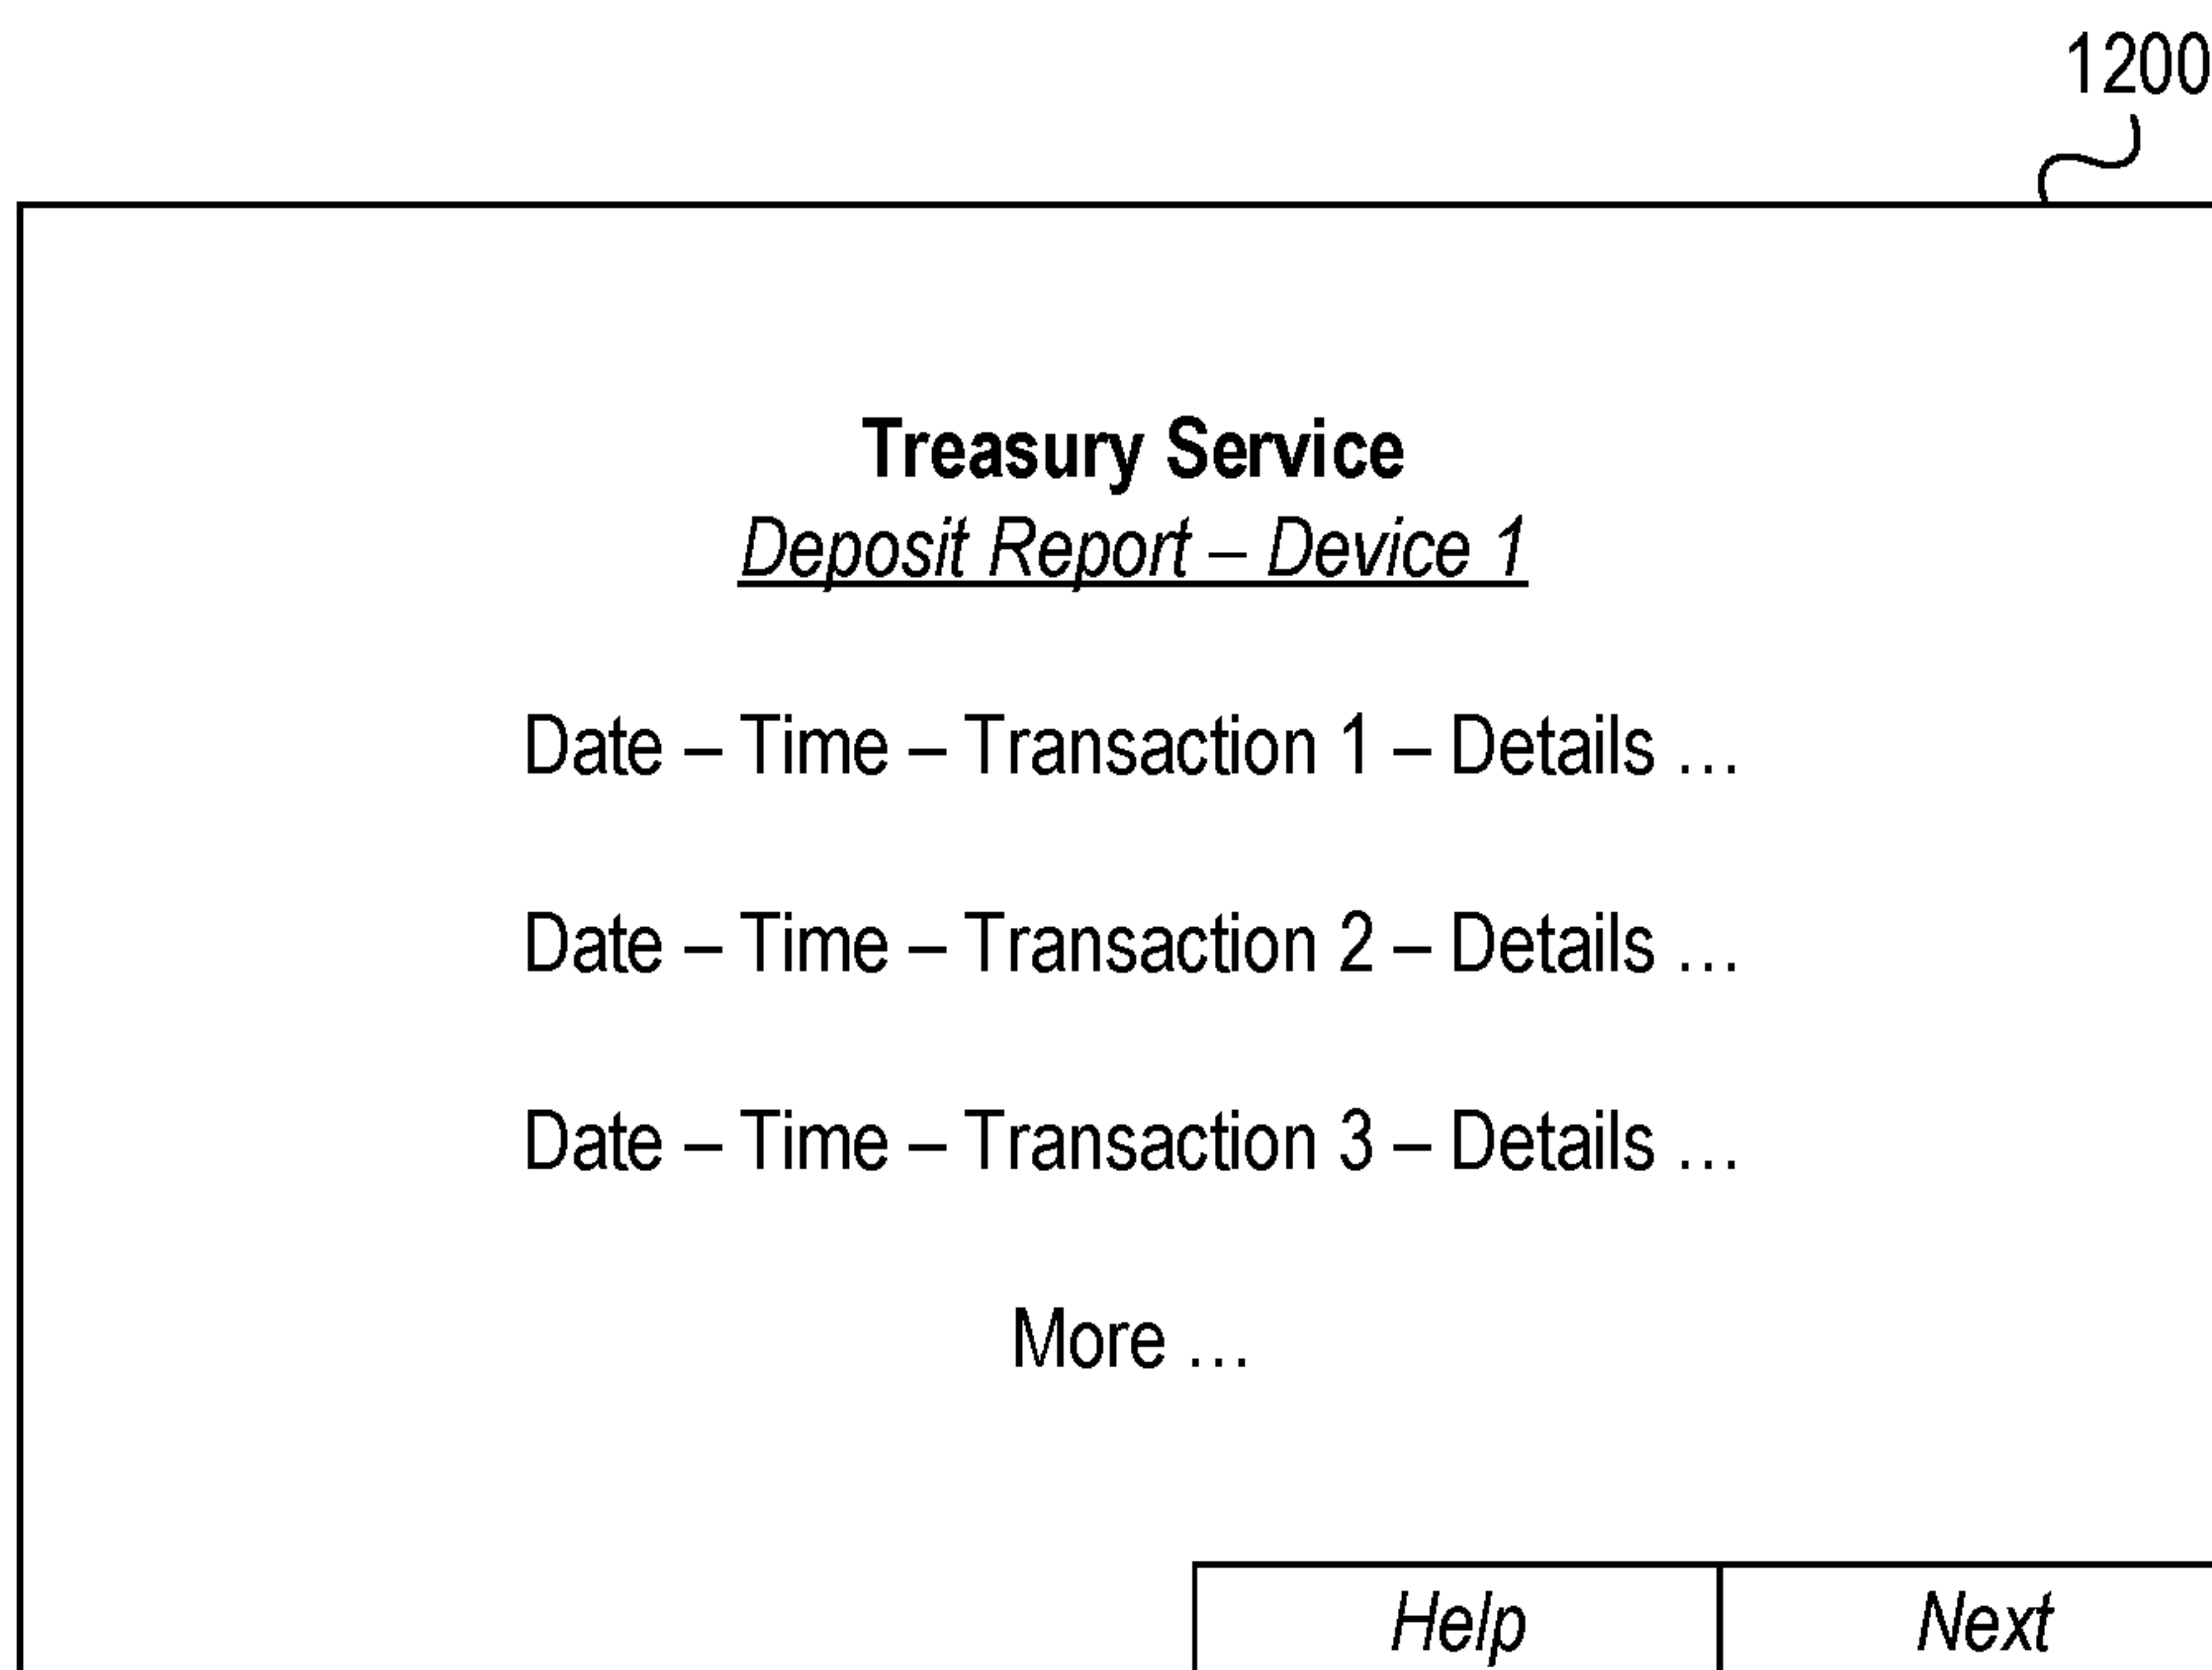 1200
Treasury Service
Deposit Report – Device 1
Date – Time – Transaction 1 – Details …
Date – Time – Transaction 2 – Details …
Date – Time – Transaction 3 – Details …
More …
Help Next